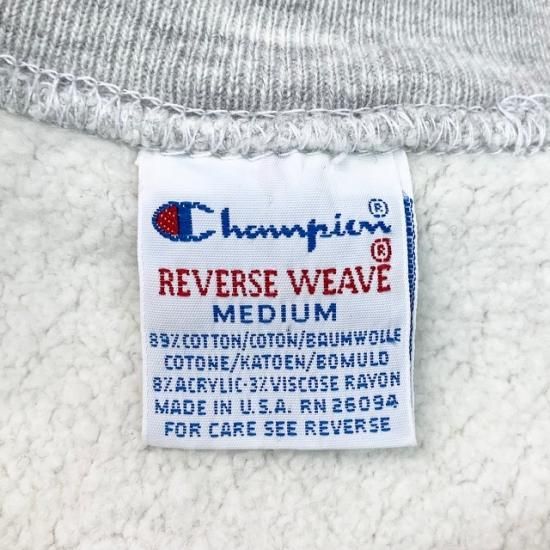 Champion®
REVERSE WEAVE®
MEDIUM
89% COTTON/COTON/BAUMWOLLE
COTONE/KATOEN/BOMULD
8% ACRYLIC-3% VISCOSE RAYON
MADE IN U.S.A. RN 26094
FOR CARE SEE REVERSE